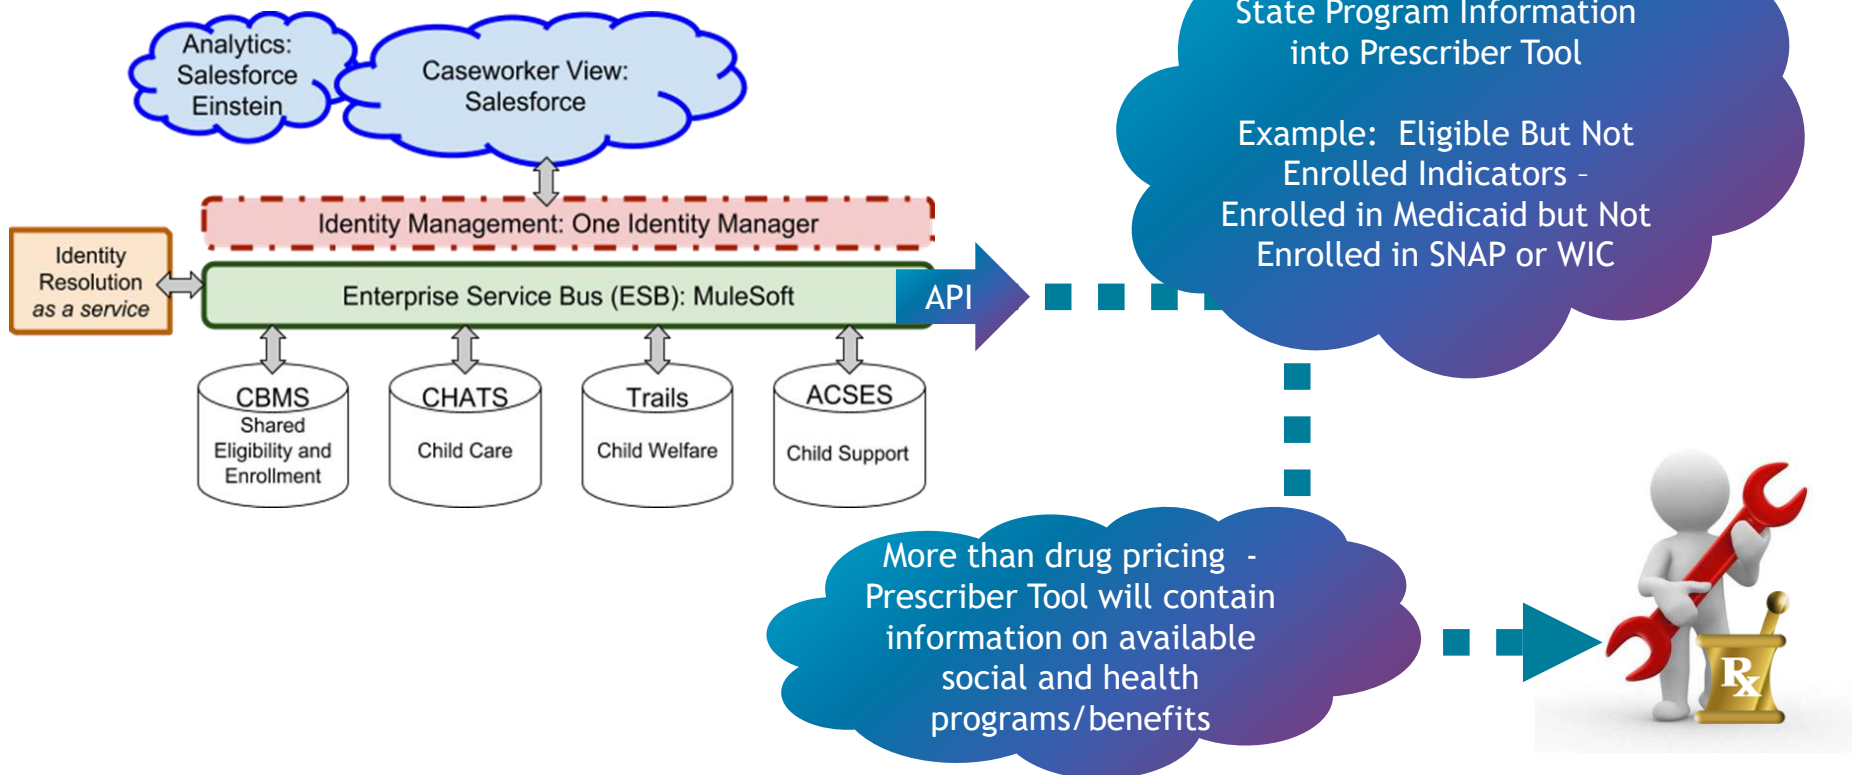 Analytics:
Salesforce
Einstein
Caseworker View:
Salesforce
Identity Management: One Identity Manager
Identity
Resolution
as a service
Enterprise Service Bus (ESB): MuleSoft
API
CBMS
Shared
Eligibility and
Enrollment
CHATS
Child Care
Trails
Child Welfare
ACSES
Child Support
State Program Information
into Prescriber Tool
Example:  Eligible But Not
Enrolled Indicators –
Enrolled in Medicaid but Not
Enrolled in SNAP or WIC
More than drug pricing  -
Prescriber Tool will contain
information on available
social and health
programs/benefits
Rx